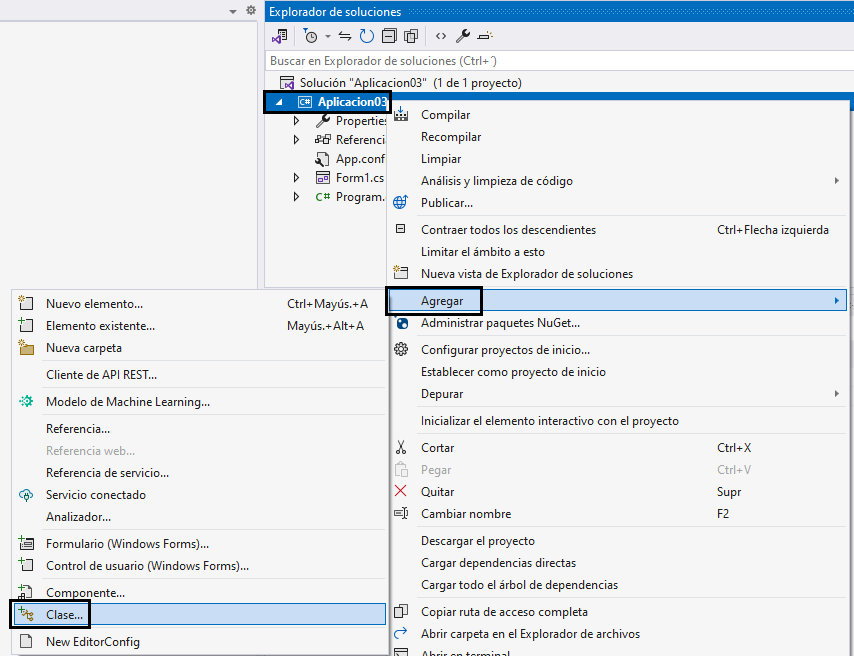 Explorador de soluciones
Buscar en Explorador de soluciones (Ctrl+´)
Solución "Aplicacion03" (1 de 1 proyecto)
C# Aplicacion03
Properties
Referenci
App.conf
Form1.cs
C# Program.
Compilar
Recompilar
Limpiar
Análisis y limpieza de código
Publicar...
Contraer todos los descendientes Ctrl+Flecha izquierda
Limitar el ámbito a esto
Nueva vista de Explorador de soluciones
Agregar
Administrar paquetes NuGet...
Configurar proyectos de inicio...
Establecer como proyecto de inicio
Depurar
Inicializar el elemento interactivo con el proyecto
Cortar Ctrl+X
Pegar Ctrl+V
Quitar Supr
Cambiar nombre F2
Descargar el proyecto
Cargar dependencias directas
Cargar todo el árbol de dependencias
Copiar ruta de acceso completa
Abrir carpeta en el Explorador de archivos
Abrir en terminal
Nuevo elemento... Ctrl+Mayús.+A
Elemento existente... Mayús.+Alt+A
Nueva carpeta
Cliente de API REST...
Modelo de Machine Learning...
Referencia...
Referencia web...
Referencia de servicio...
Servicio conectado
Analizador...
Formulario (Windows Forms)...
Control de usuario (Windows Forms)...
Componente...
Clase...
New EditorConfig